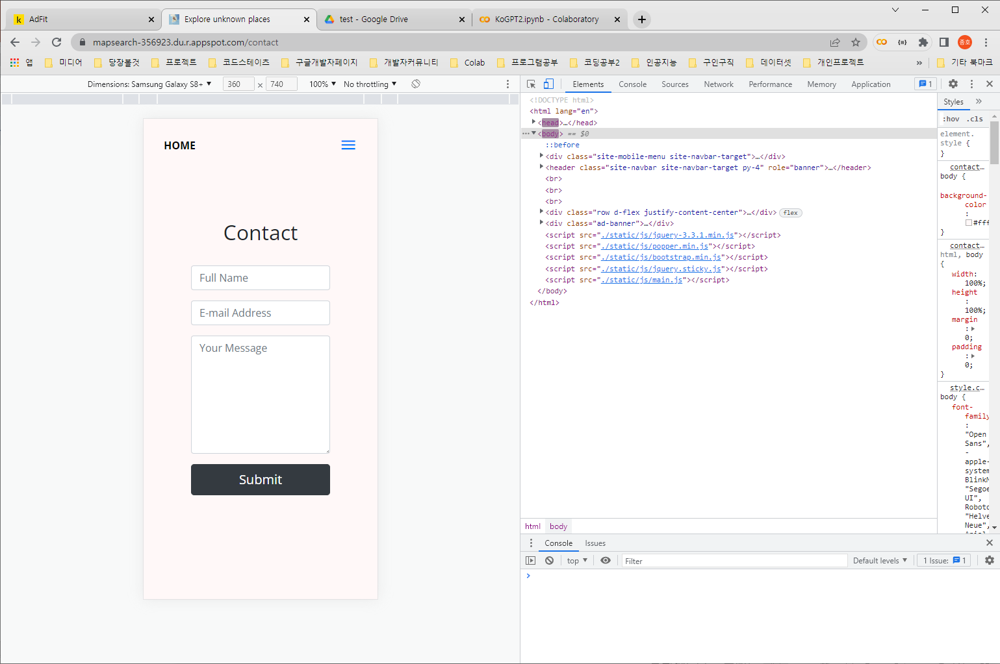 AdFit
Explore unknown places
test - Google Drive
KoGPT2.ipynb - Colaboratory
mapsearch-356923.du.r.appspot.com/contact
종호
앱 미디어 당장볼것 프로젝트 코드스테이츠 구글개발자페이지 개발자커뮤니티 Colab 프로그램공부 코딩공부2 인공지능 구인구직 데이터셋 개인프로젝트 » 기타 북마크
Dimensions: Samsung Galaxy S8+ ▼ 360 × 740 100% ▼ No throttling ▼
HOME
Contact
Full Name
E-mail Address
Your Message
Submit
Elements Console Sources Network Performance Memory Application 1
<!DOCTYPE html>
<html lang="en">
<head>…</head>
<body> == $0
::before
<div class="site-mobile-menu site-navbar-target">…</div>
<header class="site-navbar site-navbar-target py-4" role="banner">…</header>
<br>
<br>
<br>
<div class="row d-flex justify-content-center">…</div> flex
<div class="ad-banner">…</div>
<script src="./static/js/jquery-3.3.1.min.js"></script>
<script src="./static/js/popper.min.js"></script>
<script src="./static/js/bootstrap.min.js"></script>
<script src="./static/js/jquery.sticky.js"></script>
<script src="./static/js/main.js"></script>
</body>
</html>
html body
Styles »
:hov .cls
element.
style {
}
contact…
body {
background-
color
:
#fff
}
contact…
html, body
{
width:
100%;
height
:
100%;
margin
:
0;
padding
:
0;
}
style.c…
body {
font-
family
:
"Open
Sans",
-
apple-
system
BlinkM
"Segoe
UI",
Roboto
"Helve
Neue",
Console Issues
top ▼ Filter Default levels ▼ 1 Issue: 1